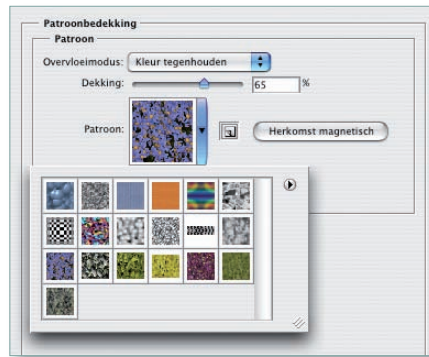 Patroonbedekking
Patroon
Overvloeimodus: Kleur tegenhouden
Dekking: 65 %
Patroon: Herkomst magnetisch